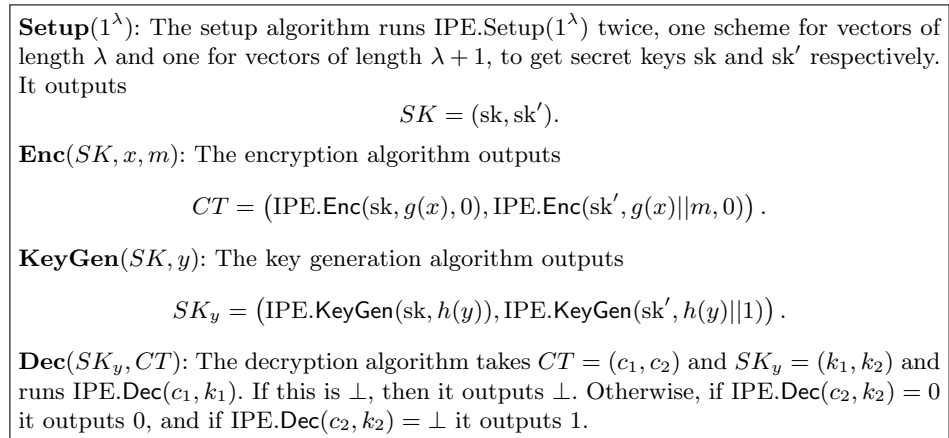 Setup(1^λ): The setup algorithm runs IPE.Setup(1^λ) twice, one scheme for vectors of
length λ and one for vectors of length λ + 1, to get secret keys sk and sk′ respectively.
It outputs
SK = (sk, sk′).
Enc(SK, x, m): The encryption algorithm outputs
CT = (IPE.Enc(sk, g(x), 0), IPE.Enc(sk′, g(x)||m, 0)) .
KeyGen(SK, y): The key generation algorithm outputs
SK_y = (IPE.KeyGen(sk, h(y)), IPE.KeyGen(sk′, h(y)||1)) .
Dec(SK_y, CT): The decryption algorithm takes CT = (c_1, c_2) and SK_y = (k_1, k_2) and
runs IPE.Dec(c_1, k_1). If this is ⊥, then it outputs ⊥. Otherwise, if IPE.Dec(c_2, k_2) = 0
it outputs 0, and if IPE.Dec(c_2, k_2) = ⊥ it outputs 1.